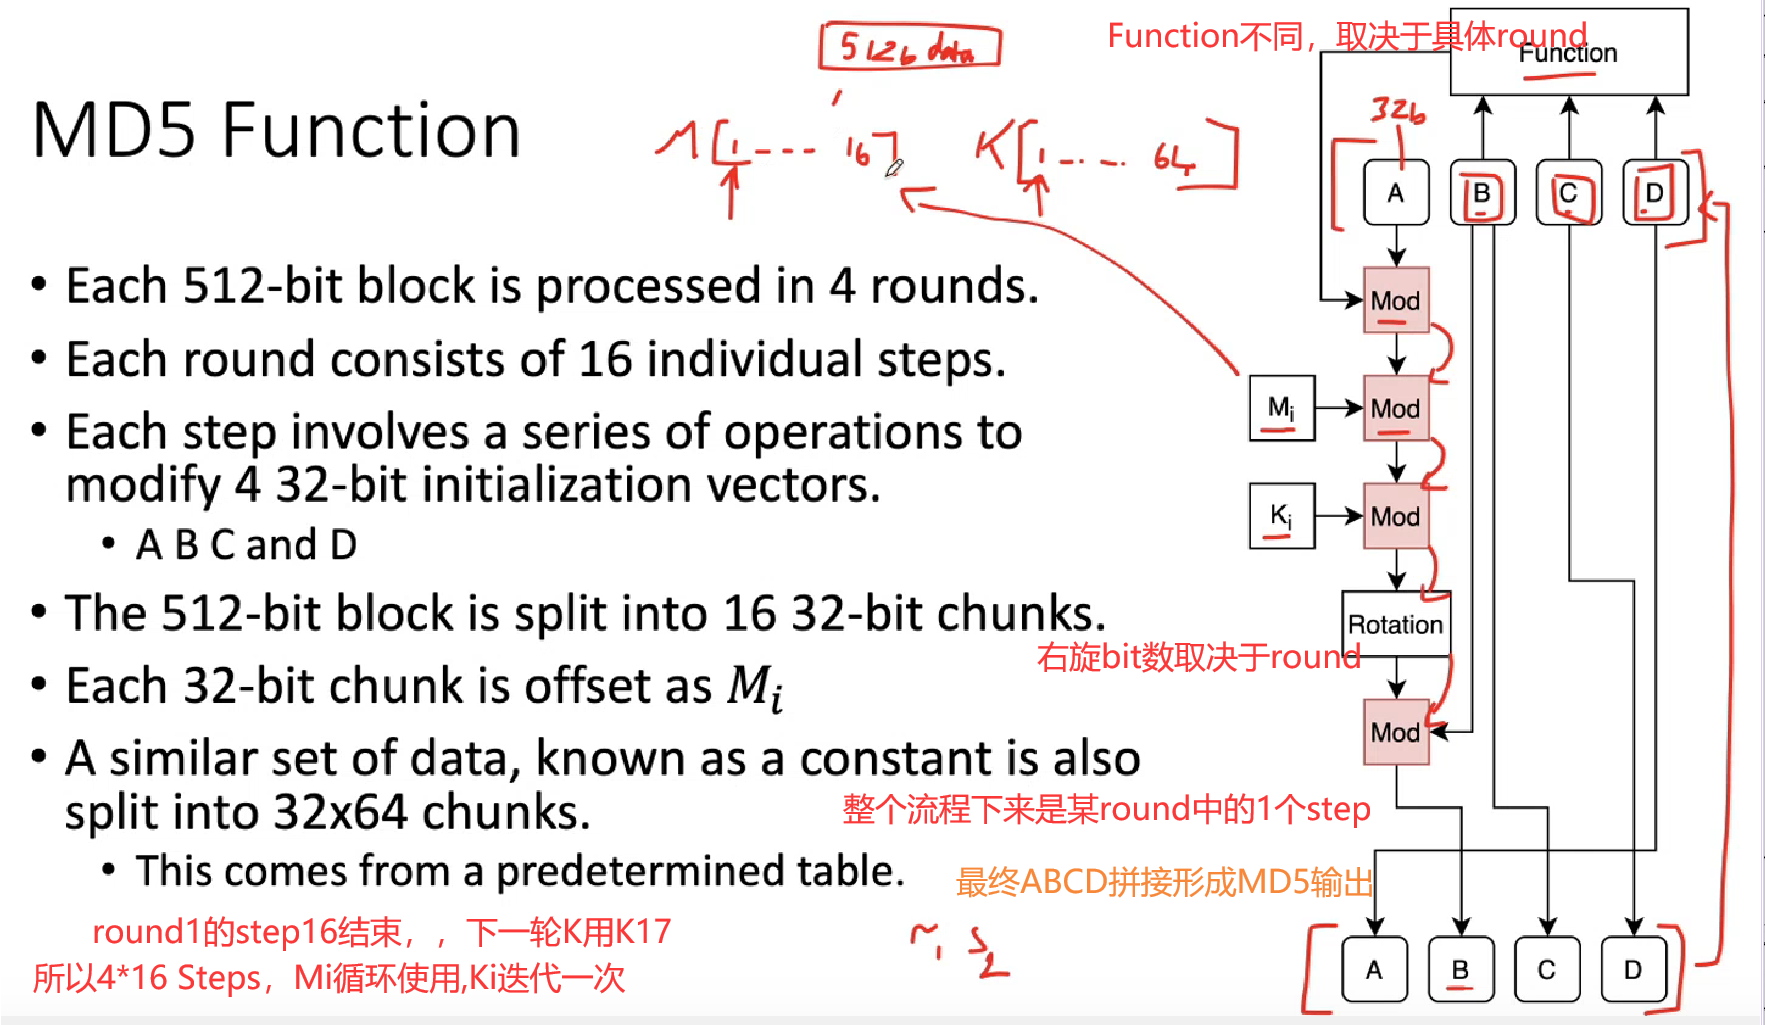 Function不同，取决于具体round
512b data
Function
MD5 Function
M[1---- 16]
K[1---- 64]
32b
A
B
C
D
• Each 512-bit block is processed in 4 rounds.
Mod
• Each round consists of 16 individual steps.
Mi
Mod
• Each step involves a series of operations to
modify 4 32-bit initialization vectors.
Ki
Mod
• A B C and D
• The 512-bit block is split into 16 32-bit chunks.
Rotation
右旋bit数取决于round
• Each 32-bit chunk is offset as Mi
Mod
• A similar set of data, known as a constant is also
split into 32x64 chunks.
整个流程下来是某round中的1个step
• This comes from a predetermined table.
最终ABCD拼接形成MD5输出
round1的step16结束，，下一轮K用K17
所以4*16 Steps，Mi循环使用,Ki迭代一次
A
B
C
D